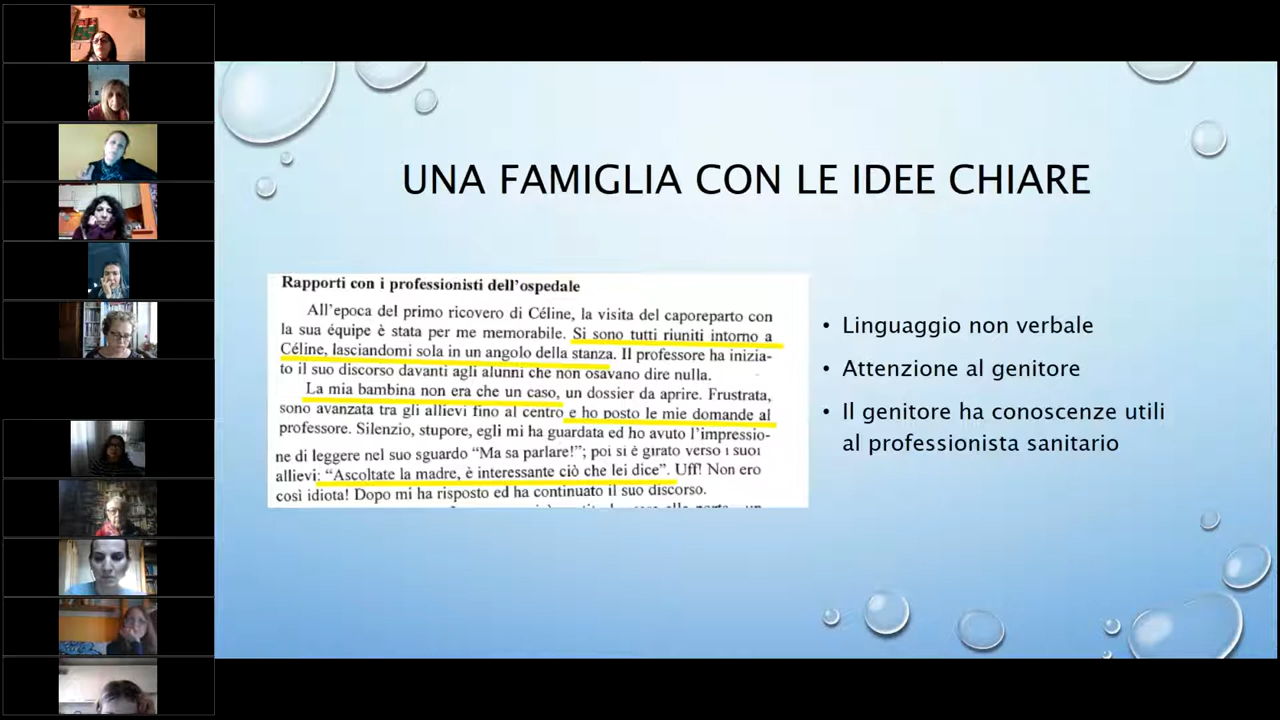 UNA FAMIGLIA CON LE IDEE CHIARE
Rapporti con i professionisti dell'ospedale
All'epoca del primo ricovero di Céline, la visita del caporeparto con
la sua équipe è stata per me memorabile. Si sono tutti riuniti intorno a
Céline, lasciandomi sola in un angolo della stanza. Il professore ha inizia-
to il suo discorso davanti agli alunni che non osavano dire nulla.
La mia bambina non era che un caso, un dossier da aprire. Frustrata,
sono avanzata tra gli allievi fino al centro e ho posto le mie domande al
professore. Silenzio, stupore, egli mi ha guardata ed ho avuto l'impressio-
ne di leggere nel suo sguardo "Ma sa parlare!"; poi si è girato verso i suoi
allievi: "Ascoltate la madre, è interessante ciò che lei dice". Uff! Non ero
così idiota! Dopo mi ha risposto ed ha continuato il suo discorso.
• Linguaggio non verbale
• Attenzione al genitore
• Il genitore ha conoscenze utili
al professionista sanitario